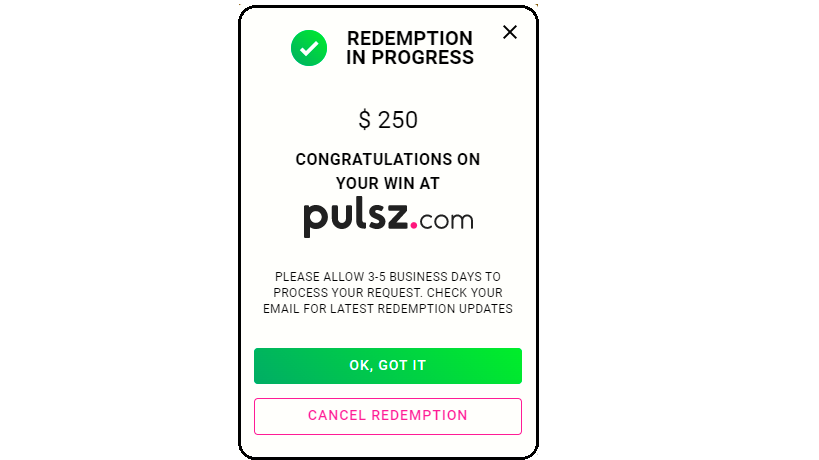 REDEMPTION
IN PROGRESS
$ 250
CONGRATULATIONS ON
YOUR WIN AT
pulsz.com
PLEASE ALLOW 3-5 BUSINESS DAYS TO
PROCESS YOUR REQUEST. CHECK YOUR
EMAIL FOR LATEST REDEMPTION UPDATES
OK, GOT IT
CANCEL REDEMPTION